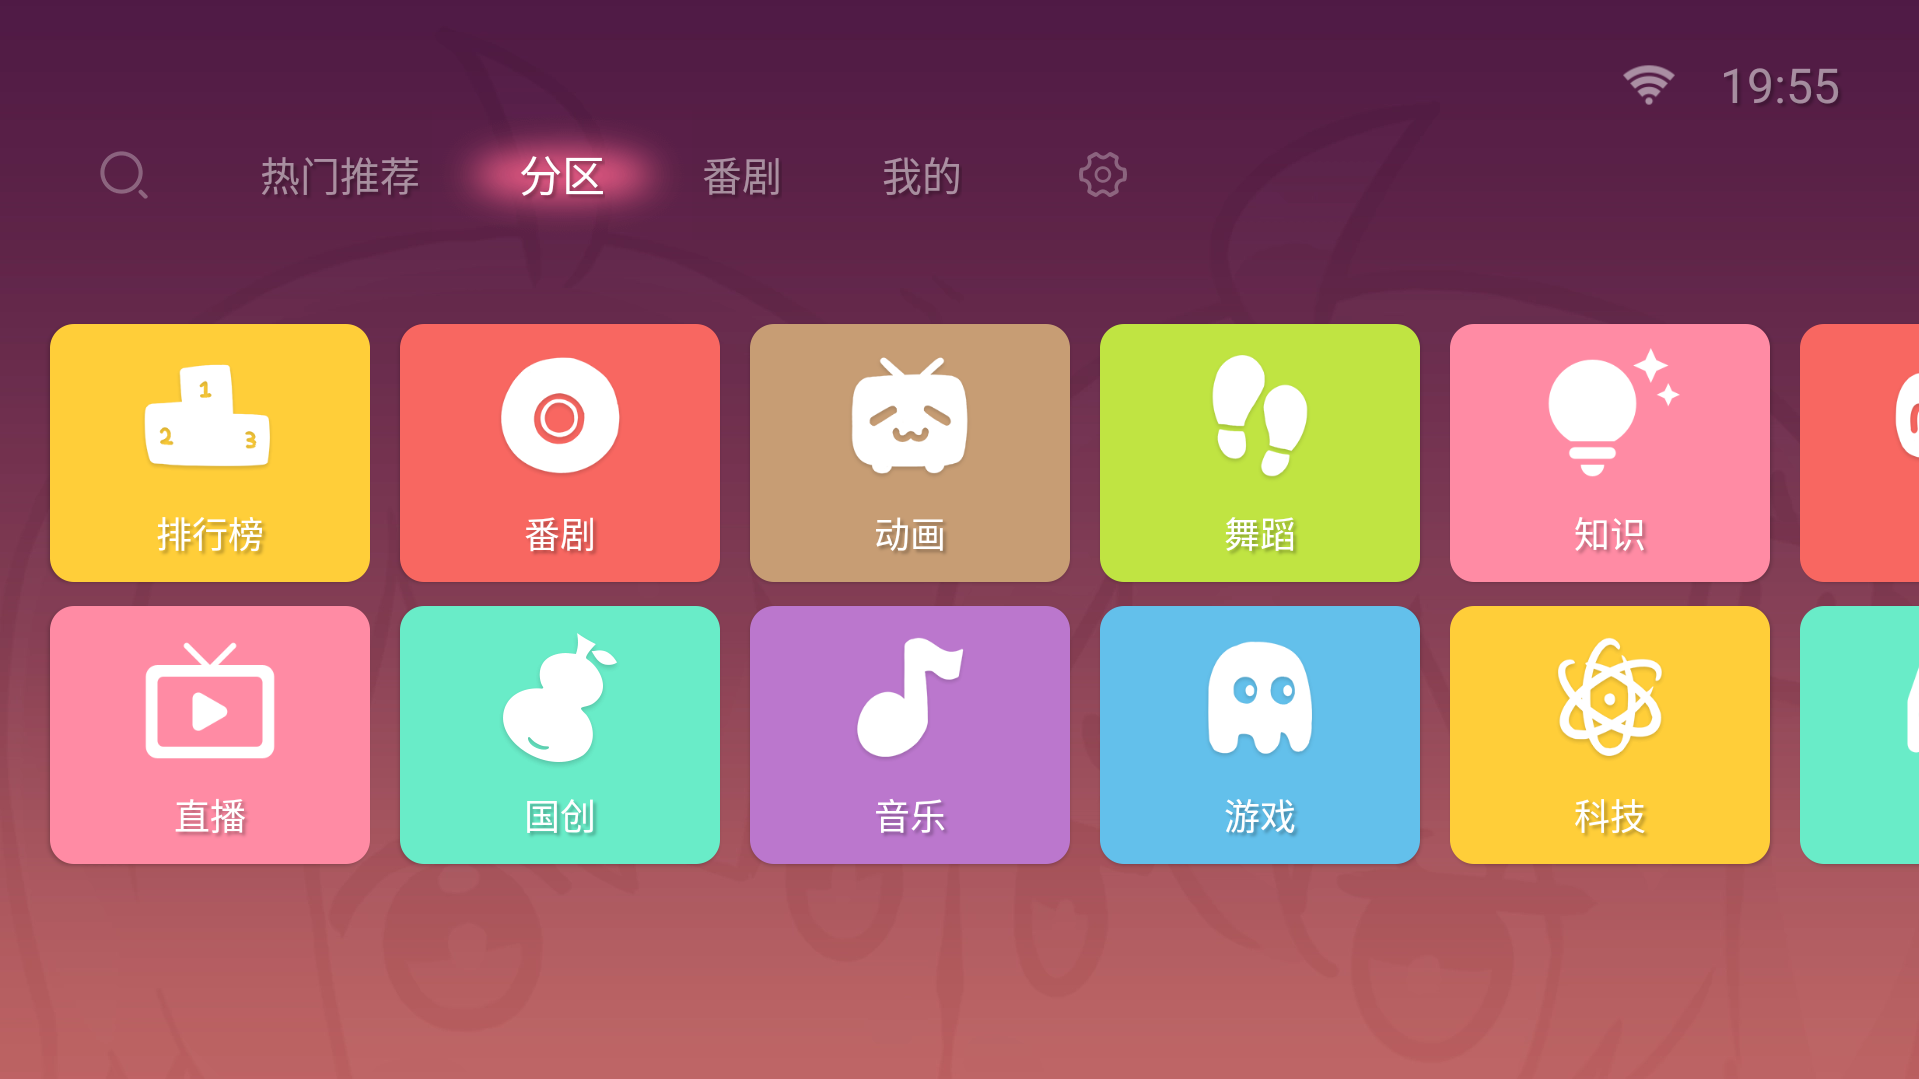 19:55
热门推荐 分区 番剧 我的
1
2 3
排行榜 番剧 动画 舞蹈 知识
直播 国创 音乐 游戏 科技